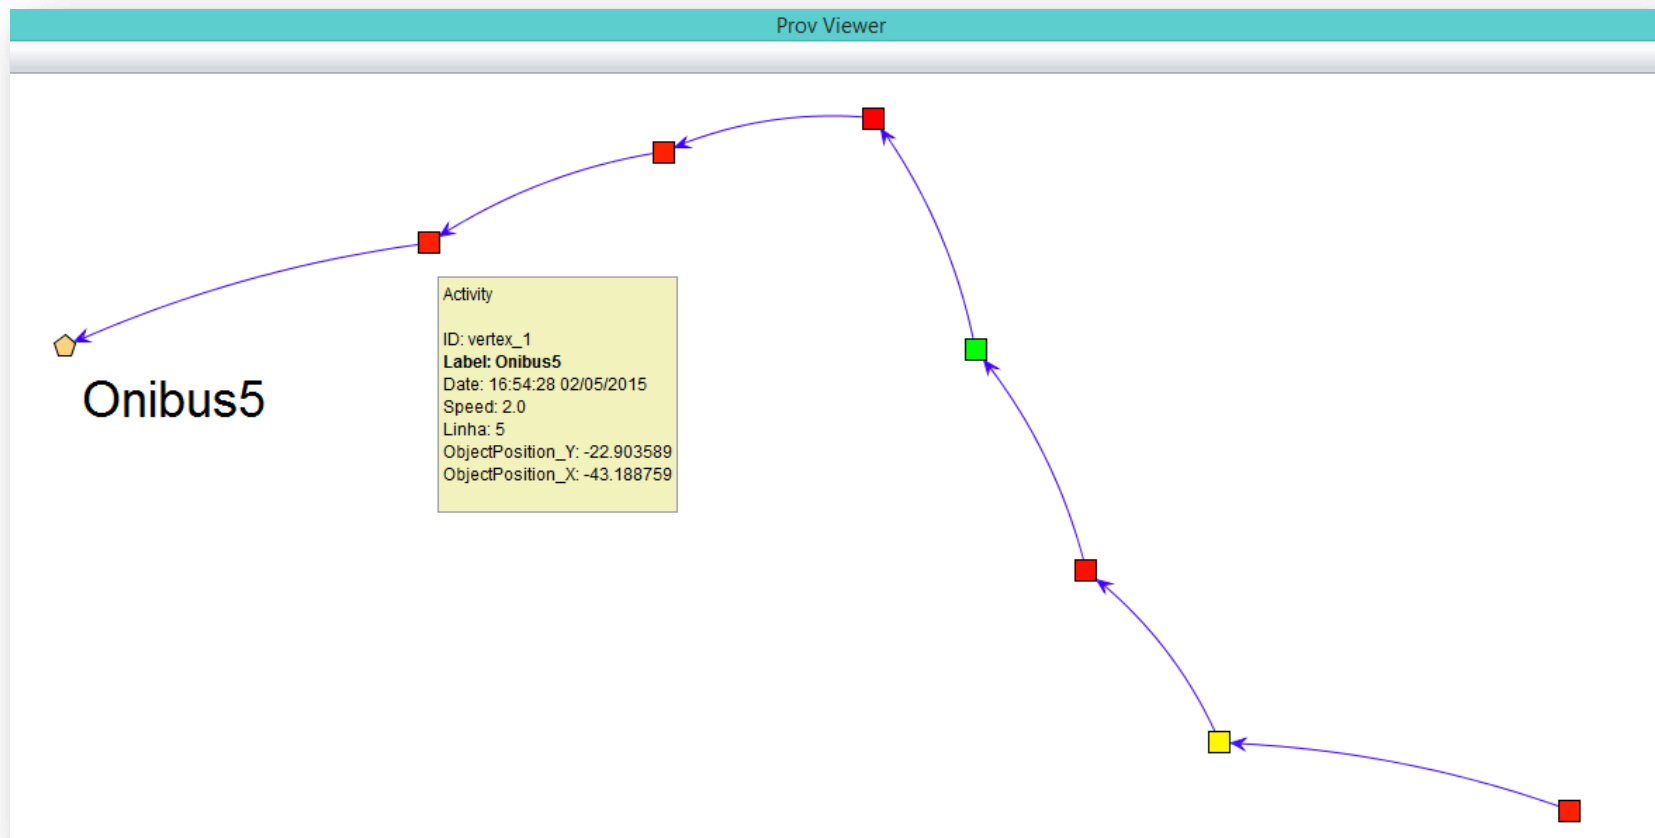 Prov Viewer
Activity
ID: vertex_1
Label: Onibus5
Date: 16:54:28 02/05/2015
Speed: 2.0
Linha: 5
ObjectPosition_Y: -22.903589
ObjectPosition_X: -43.188759
Onibus5